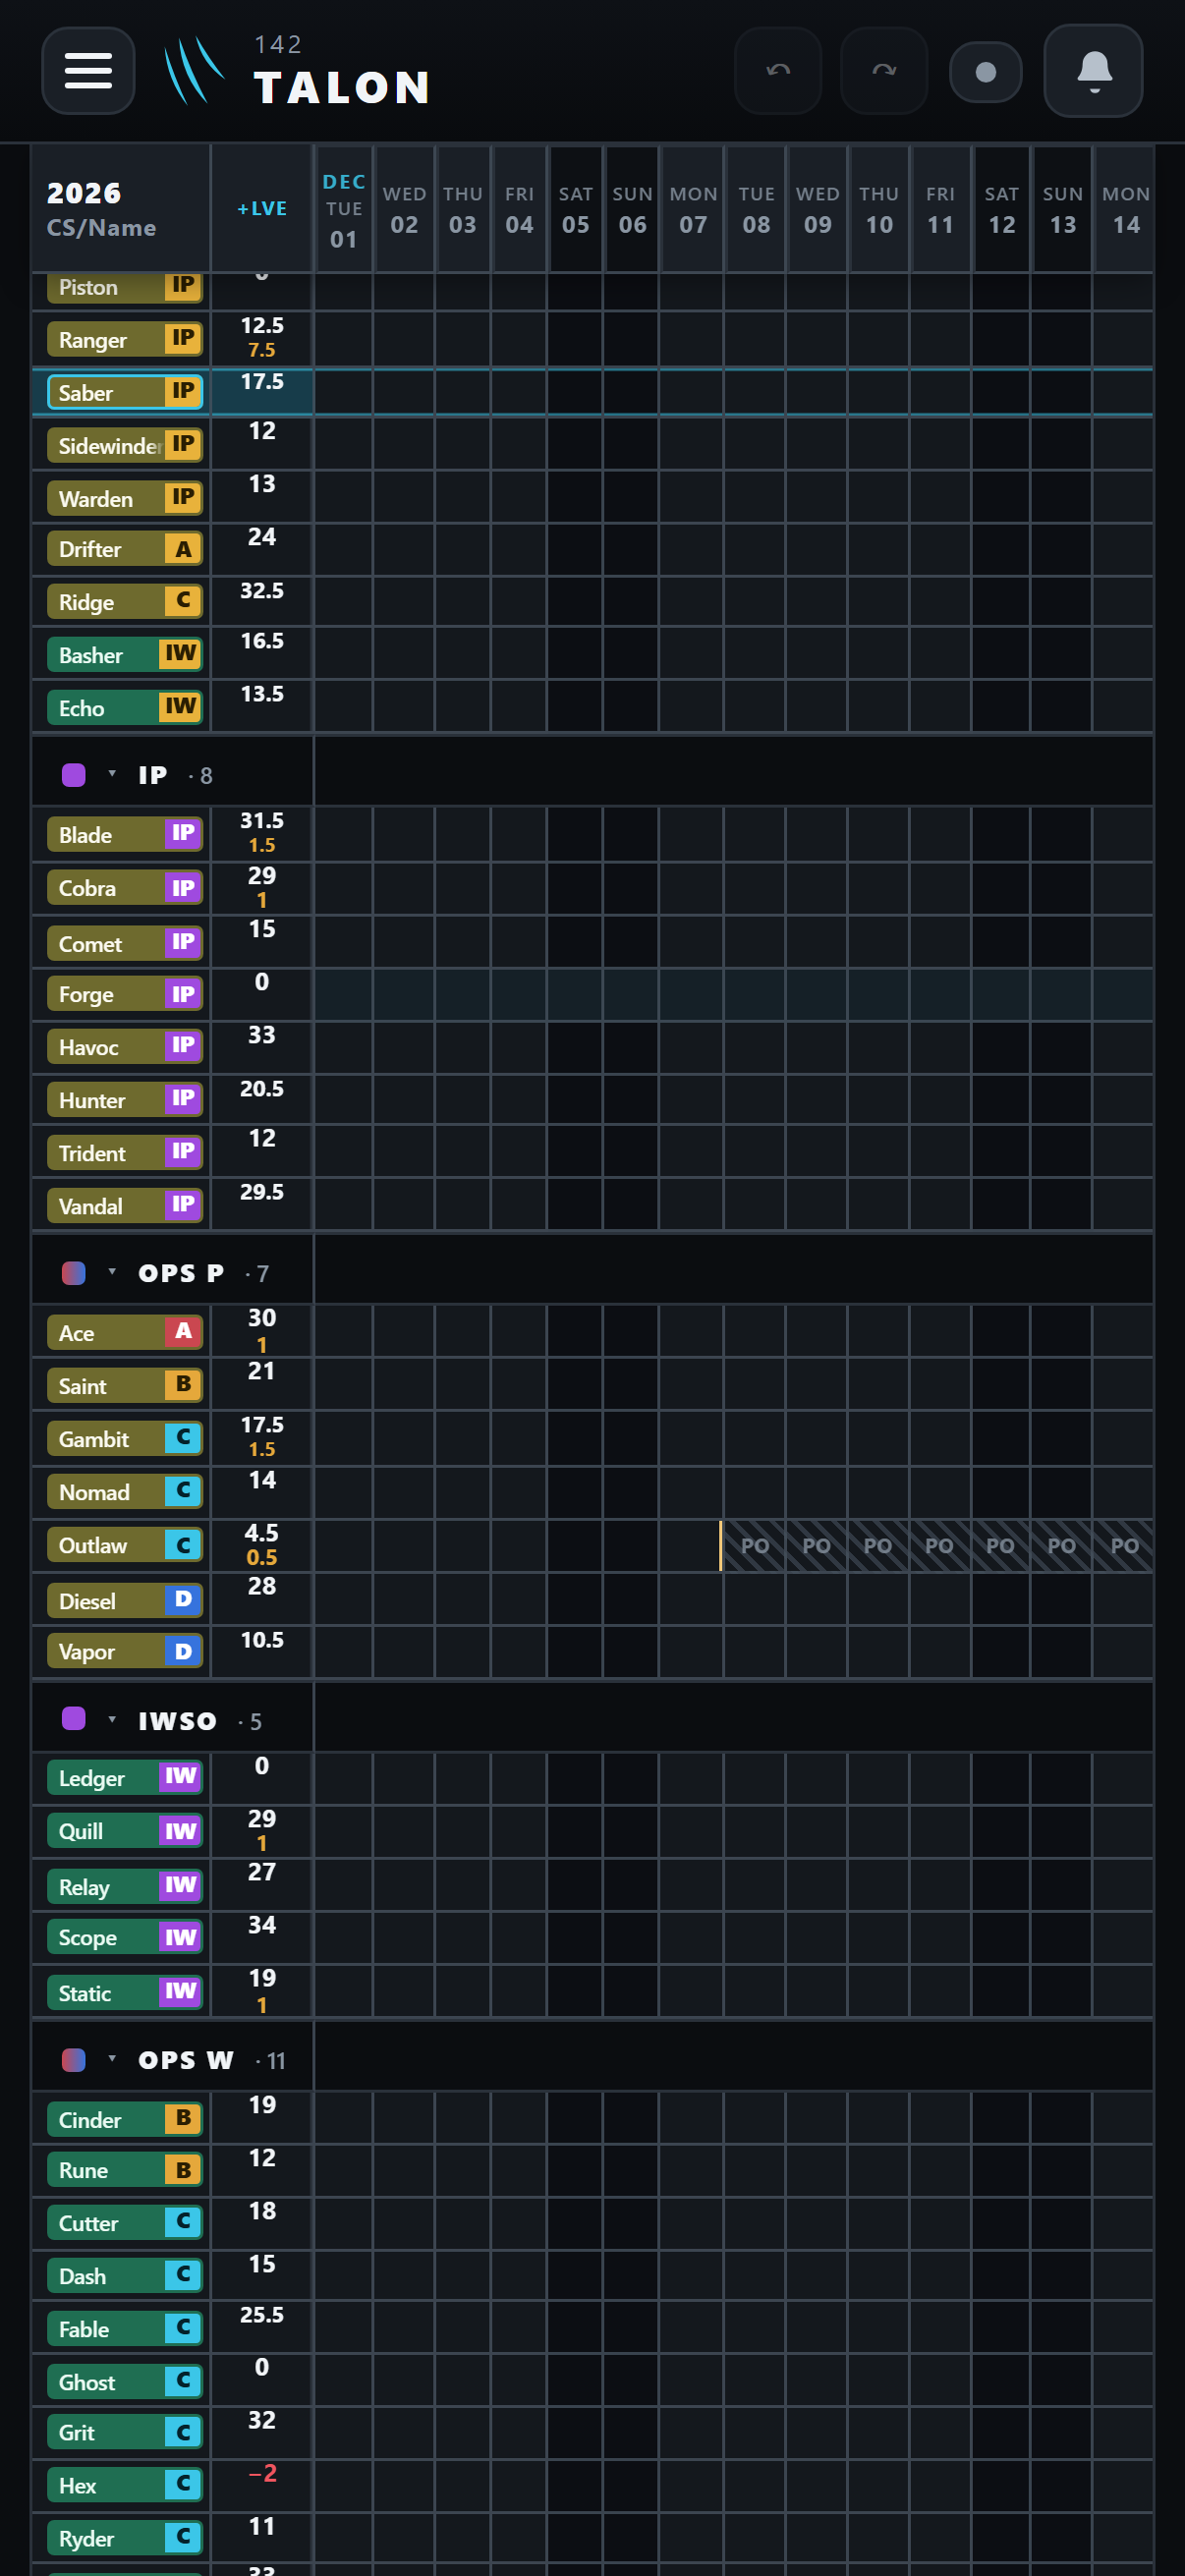 142
TALON
2026
CS/Name
+LVE
DEC
TUE
01
WED
02
THU
03
FRI
04
SAT
05
SUN
06
MON
07
TUE
08
WED
09
THU
10
FRI
11
SAT
12
SUN
13
MON
14
Piston IP
Ranger IP 12.5
7.5
Saber IP 17.5
Sidewinder IP 12
Warden IP 13
Drifter A 24
Ridge C 32.5
Basher IW 16.5
Echo IW 13.5
IP · 8
Blade IP 31.5
1.5
Cobra IP 29
1
Comet IP 15
Forge IP 0
Havoc IP 33
Hunter IP 20.5
Trident IP 12
Vandal IP 29.5
OPS P · 7
Ace A 30
1
Saint B 21
Gambit C 17.5
1.5
Nomad C 14
Outlaw C 4.5 PO PO PO PO PO PO PO
0.5
Diesel D 28
Vapor D 10.5
IWSO · 5
Ledger IW 0
Quill IW 29
1
Relay IW 27
Scope IW 34
Static IW 19
1
OPS W · 11
Cinder B 19
Rune B 12
Cutter C 18
Dash C 15
Fable C 25.5
Ghost C 0
Grit C 32
Hex C −2
Ryder C 11